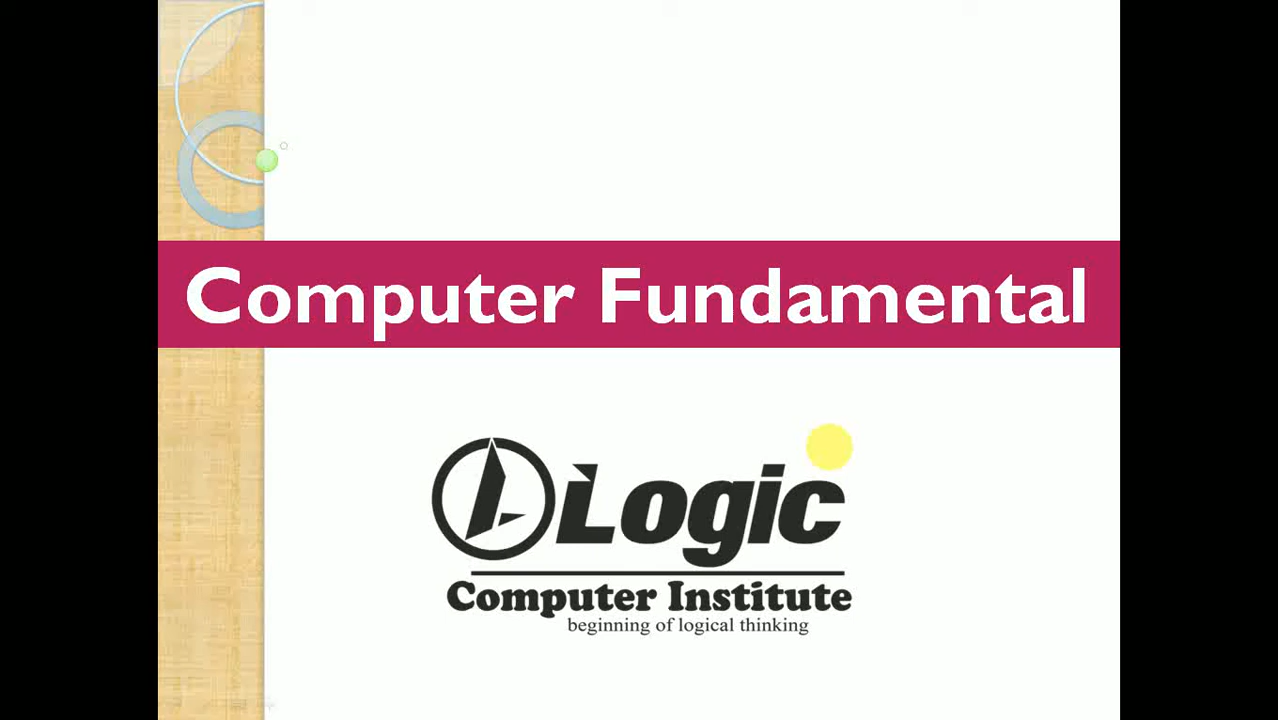 Computer Fundamental
Logic
Computer Institute
beginning of logical thinking